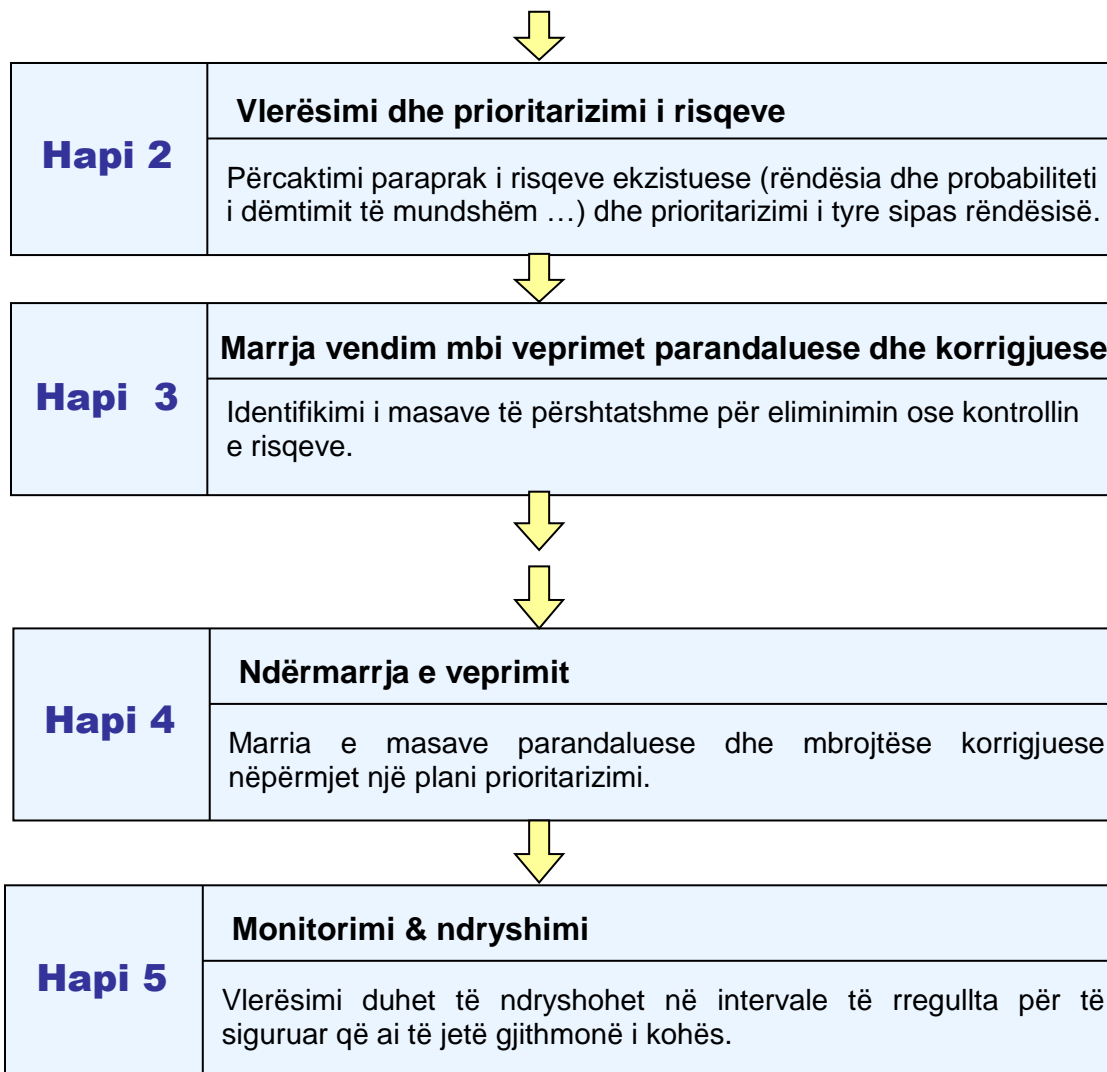 Hapi 2
Vlerësimi dhe prioritarizimi i risqeve
Përcaktimi paraprak i risqeve ekzistuese (rëndësia dhe probabiliteti
i dëmtimit të mundshëm …) dhe prioritarizimi i tyre sipas rëndësisë.
Hapi 3
Marrja vendim mbi veprimet parandaluese dhe korrigjuese
Identifikimi i masave të përshtatshme për eliminimin ose kontrollin
e risqeve.
Hapi 4
Ndërmarrja e veprimit
Marria e masave parandaluese dhe mbrojtëse korrigjuese
nëpërmjet një plani prioritarizimi.
Hapi 5
Monitorimi & ndryshimi
Vlerësimi duhet të ndryshohet në intervale të rregullta për të
siguruar që ai të jetë gjithmonë i kohës.